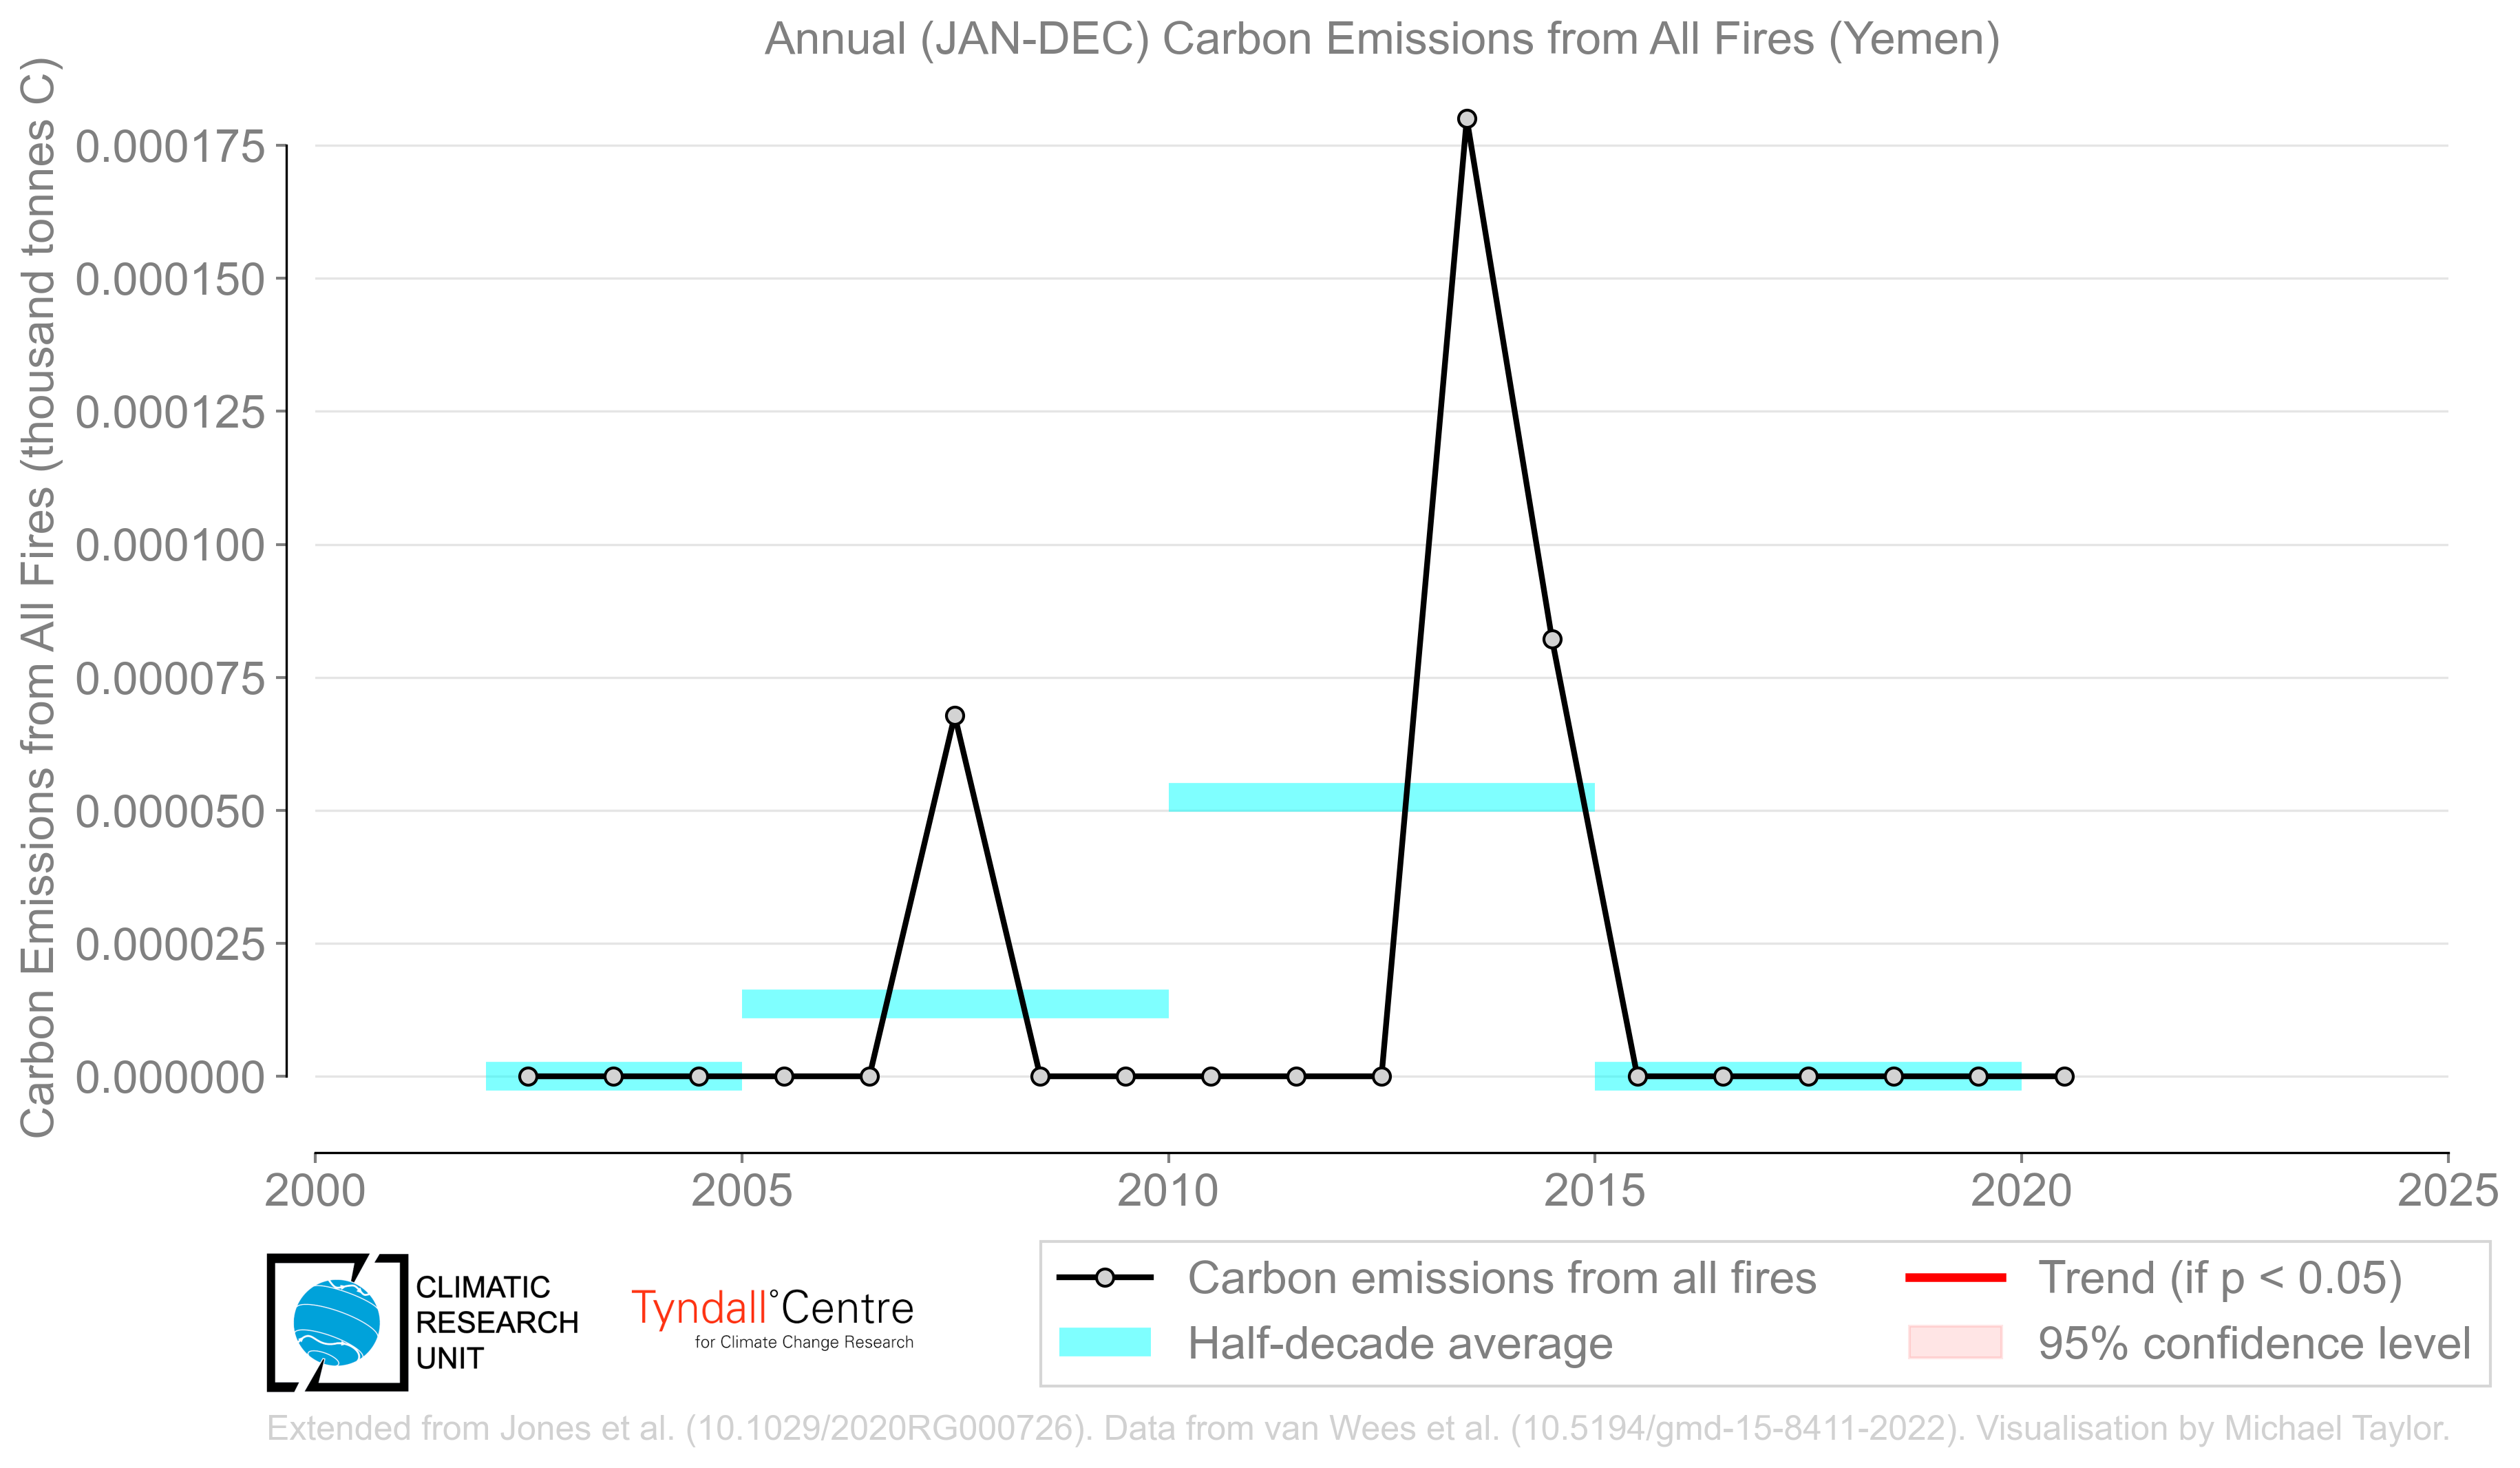 Annual (JAN-DEC) Carbon Emissions from All Fires (Yemen)
Carbon Emissions from All Fires (thousand tonnes C)
0.000175
0.000150
0.000125
0.000100
0.000075
0.000050
0.000025
0.000000
2000 2005 2010 2015 2020 2025
CLIMATIC
RESEARCH
UNIT
Tyndall°Centre
for Climate Change Research
Carbon emissions from all fires
Half-decade average
Trend (if p < 0.05)
95% confidence level
Extended from Jones et al. (10.1029/2020RG000726). Data from van Wees et al. (10.5194/gmd-15-8411-2022). Visualisation by Michael Taylor.